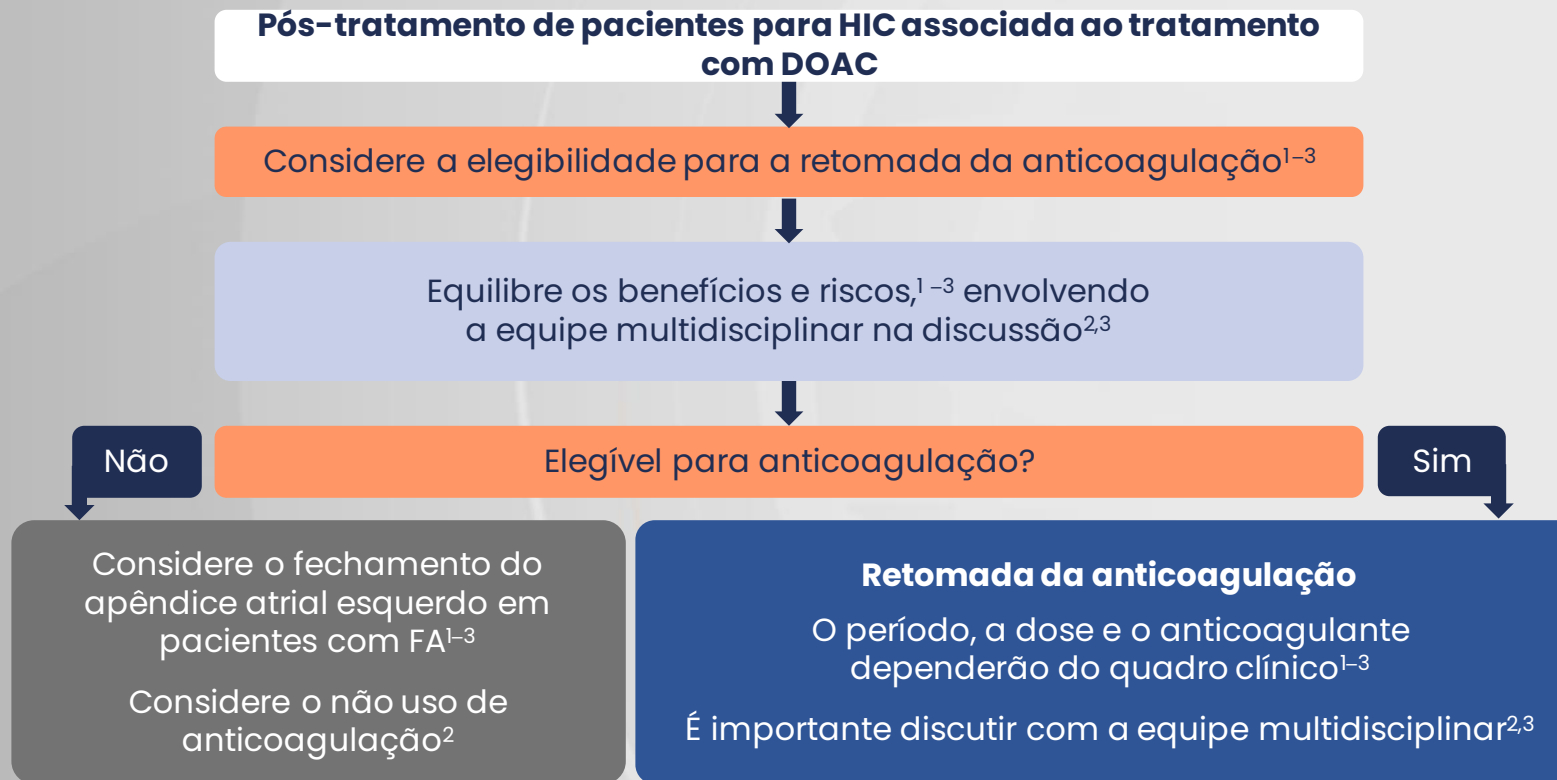 Pós-tratamento de pacientes para HIC associada ao tratamento
com DOAC
Considere a elegibilidade para a retomada da anticoagulação¹⁻³
Equilibre os benefícios e riscos,¹⁻³ envolvendo
a equipe multidisciplinar na discussão²,³
Não
Elegível para anticoagulação?
Sim
Considere o fechamento do
apêndice atrial esquerdo em
pacientes com FA¹⁻³
Considere o não uso de
anticoagulação²
Retomada da anticoagulação
O período, a dose e o anticoagulante
dependerão do quadro clínico¹⁻³
É importante discutir com a equipe multidisciplinar²,³